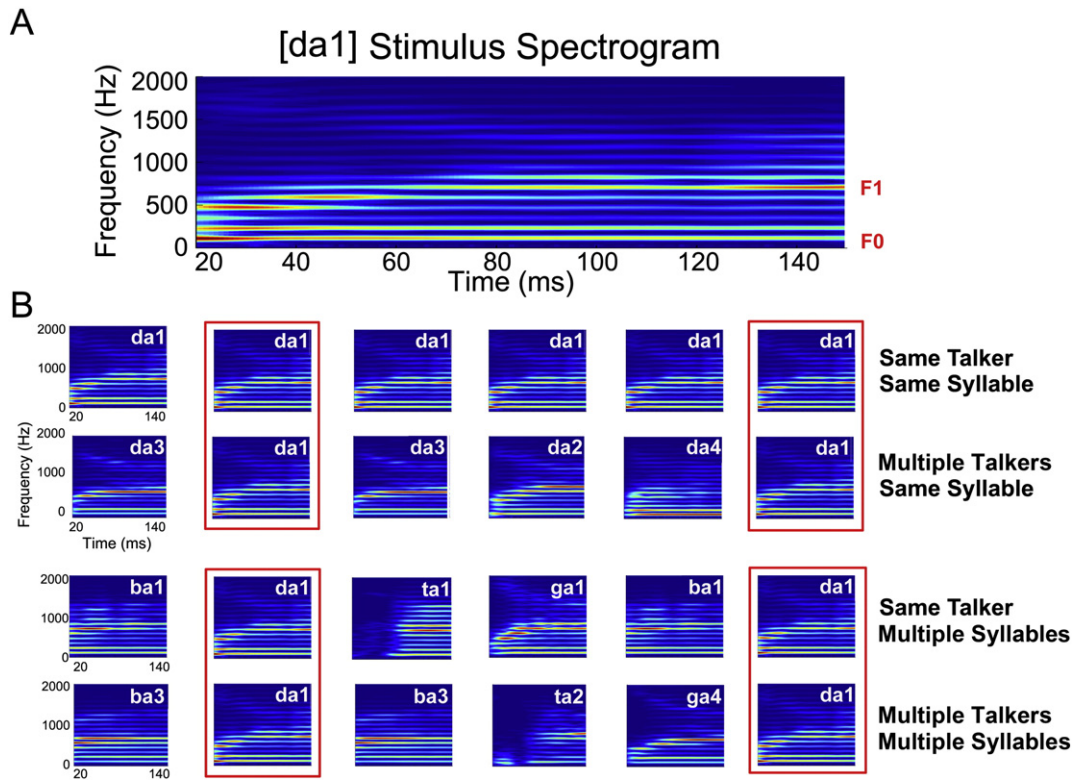 A
[da1] Stimulus Spectrogram
Frequency (Hz)
2000
1500
1000
500
0
F1
F0
20 40 60 80 100 120 140
Time (ms)
B
Frequency (Hz)
2000
1000
0
da1 da1 da1 da1 da1 da1
20 140
Same Talker
Same Syllable
2000
1000
0
da3 da1 da3 da2 da4 da1
20 140
Time (ms)
Multiple Talkers
Same Syllable
2000
1000
0
ba1 da1 ta1 ga1 ba1 da1
20 140
Same Talker
Multiple Syllables
2000
1000
0
ba3 da1 ba3 ta2 ga4 da1
20 140
Multiple Talkers
Multiple Syllables